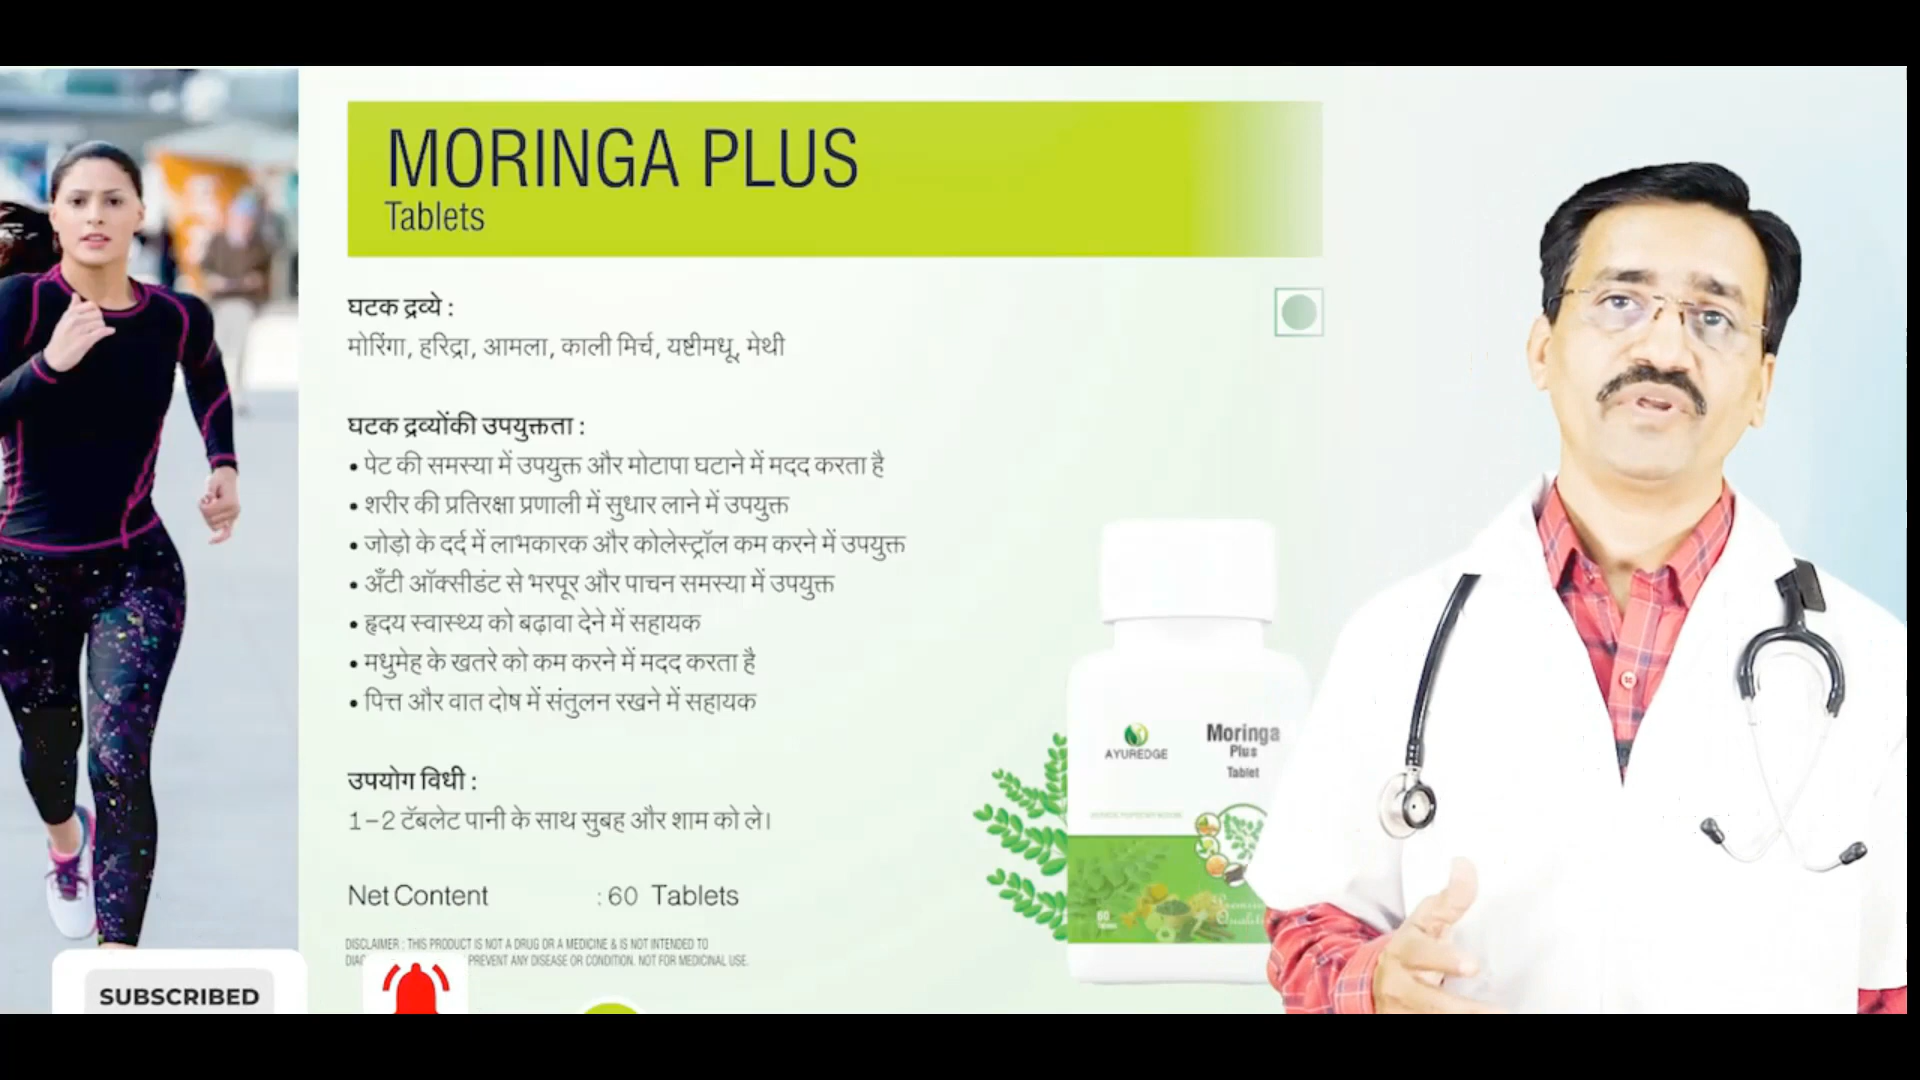 MORINGA PLUS
Tablets
घटक द्रव्ये :
मोरिंगा, हरिद्रा, आमला, काली मिर्च, यष्टीमधू, मेथी
घटक द्रव्योंकी उपयुक्तता :
• पेट की समस्या में उपयुक्त और मोटापा घटाने में मदद करता है
• शरीर की प्रतिरक्षा प्रणाली में सुधार लाने में उपयुक्त
• जोड़ो के दर्द में लाभकारक और कोलेस्ट्रॉल कम करने में उपयुक्त
• अँटी ऑक्सीडंट से भरपूर और पाचन समस्या में उपयुक्त
• हृदय स्वास्थ्य को बढ़ावा देने में सहायक
• मधुमेह के खतरे को कम करने में मदद करता है
• पित्त और वात दोष में संतुलन रखने में सहायक
उपयोग विधी :
1-2 टॅबलेट पानी के साथ सुबह और शाम को ले।
Net Content : 60 Tablets
DISCLAIMER : THIS PRODUCT IS NOT A DRUG OR A MEDICINE & IS NOT INTENDED TO
PREVENT ANY DISEASE OR CONDITION. NOT FOR MEDICINAL USE.
SUBSCRIBED
AYUREDGE
Moringa
Plus
Tablet
60